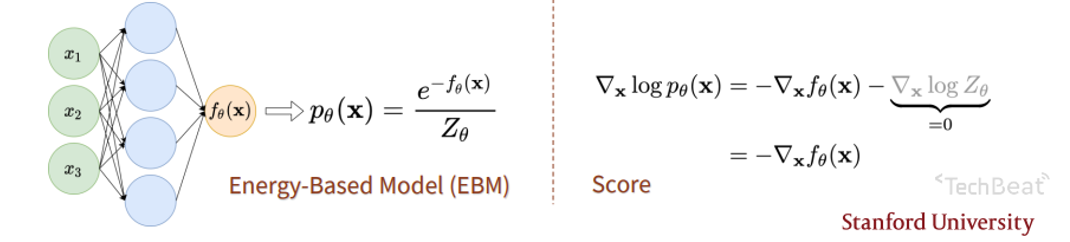 x₁
x₂
x₃
f_θ(𝐱)
p_θ(𝐱) = e^{−f_θ(𝐱)} / Z_θ
Energy-Based Model (EBM)
∇_𝐱 log p_θ(𝐱) = −∇_𝐱 f_θ(𝐱) − ∇_𝐱 log Z_θ
=0
= −∇_𝐱 f_θ(𝐱)
Score
TechBeat
Stanford University